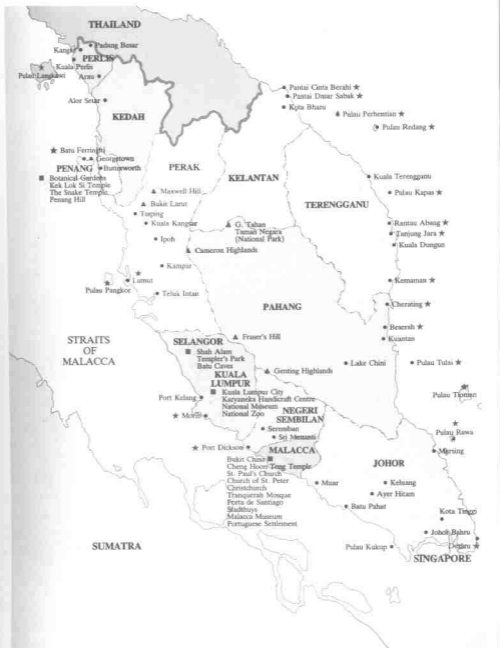 THAILAND
Padang Besar
Kangar
PERLIS
Kuala Perlis
Pulau Langkawi
Arau
Alor Setar
KEDAH
Pantai Cinta Berahi ★
Pantai Dasar Sabak ★
Kota Bharu
Pulau Perhentian ★
Pulau Redang ★
★ Batu Ferringhi
Georgetown
PENANG
Butterworth
■ Botanical Gardens
Kek Lok Si Temple
The Snake Temple
Penang Hill
PERAK
KELANTAN
Kuala Terengganu
Maxwell Hill
Pulau Kapas ★
TERENGGANU
Bukit Larut
Taiping
Kuala Kangsar
G. Tahan
Taman Negara
(National Park)
Rantau Abang ★
Tanjung Jara ★
Kuala Dungun
Ipoh
Cameron Highlands
Kampar
Kemaman ★
Lumut
Pulau Pangkor
Teluk Intan
Cherating ★
PAHANG
Beserah ★
Kuantan
STRAITS
OF
MALACCA
Fraser's Hill
SELANGOR
■ Shah Alam
Templer's Park
Batu Caves
Lake Chini
Pulau Tulai ★
Genting Highlands
KUALA
LUMPUR
■ Kuala Lumpur City
Karyaneka Handicraft Centre
National Museum
National Zoo
Port Kelang
★ Morib
Pulau Tioman
NEGERI
SEMBILAN
Seremban
Sri Menanti
Pulau Rawa
Mersing
★ Port Dickson
MALACCA
Bukit China
Cheng Hoon Teng Temple
St. Paul's Church
Church of St. Peter
Christchurch
Tranquerah Mosque
Porta de Santiago
Stadthuys
Malacca Museum
Portuguese Settlement
JOHOR
Muar
Keluang
Ayer Hitam
Batu Pahat
Kota Tinggi
Johor Bahru
Desaru ★
Pulau Kukup
SINGAPORE
SUMATRA